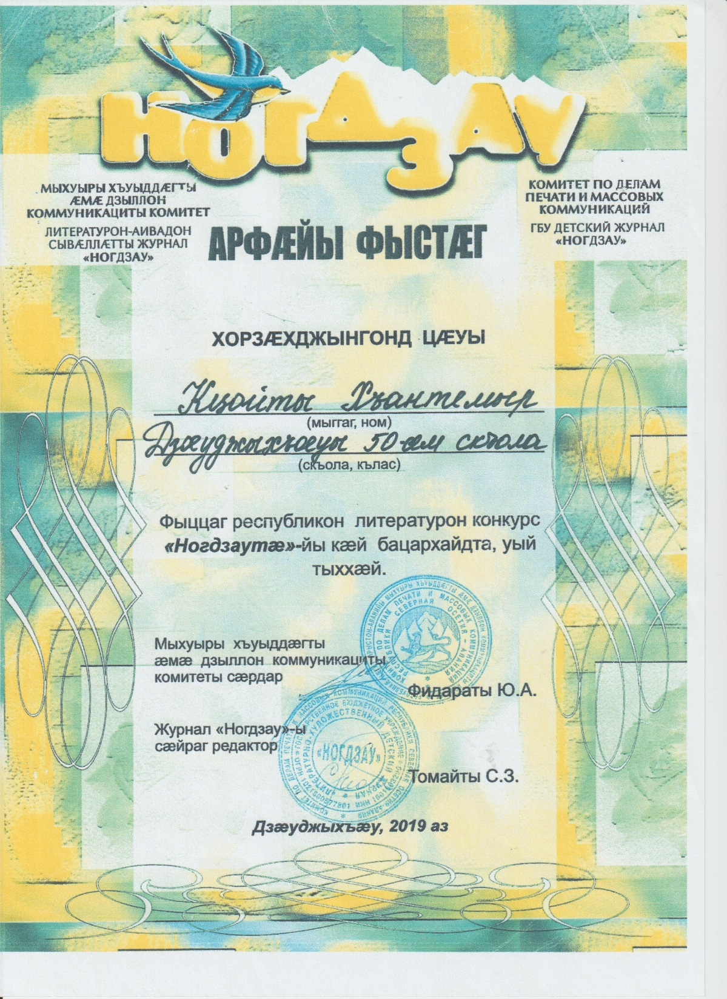 НОГДЗАУ
МЫХУЫРЫ ХЪУЫДДÆГТЫ
ÆМÆ ДЗЫЛЛОН
КОММУНИКАЦИТЫ КОМИТЕТ
ЛИТЕРАТУРОН-АИВАДОН
СЫВÆЛЛÆТТЫ ЖУРНАЛ
«НОГДЗАУ»
КОМИТЕТ ПО ДЕЛАМ
ПЕЧАТИ И МАССОВЫХ
КОММУНИКАЦИЙ
ГБУ ДЕТСКИЙ ЖУРНАЛ
«НОГДЗАУ»
АРФÆЙЫ ФЫСТÆГ
ХОРЗÆХДЖЫНГОНД ЦÆУЫ
Кцойты Хъантемыр
(мыггаг, ном)
Дзæуджыхъæуы 50-æм скъола
(скъола, къласс)
Фыццаг республикон литературон конкурс
«Ногдзаутæ»-йы кæй бацархайдта, уый
тыххæй.
Мыхуыры хъуыддæгты
æмæ дзыллон коммуникациты
комитеты сæрдар
Фидараты Ю.А.
Журнал «Ногдзау»-ы
сæйраг редактор
«НОГДЗАУ»
Томайты С.З.
Дзæуджыхъæу, 2019 аз